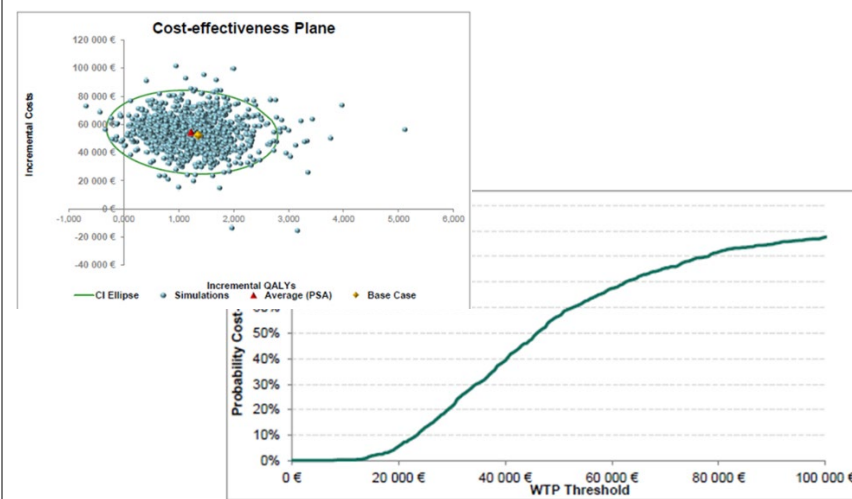 Cost-effectiveness Plane
120 000 €
100 000 €
80 000 €
60 000 €
40 000 €
20 000 €
0 €
-20 000 €
-40 000 €
Incremental Costs
-1,000 0,000 1,000 2,000 3,000 4,000 5,000 6,000
Incremental QALYs
CI Ellipse Simulations Average (PSA) Base Case
50%
40%
30%
20%
10%
0%
Probability Cost-
0 € 20 000 € 40 000 € 60 000 € 80 000 € 100 000 €
WTP Threshold